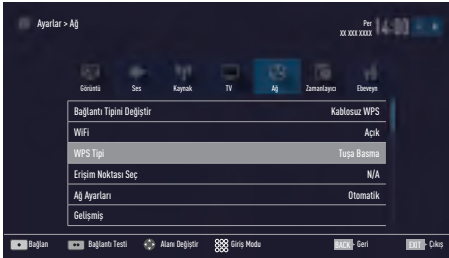 Ayarlar > Ağ
Per
XX XXX XXXX
14:00
Görüntü Ses Kaynak TV Ağ Zamanlayıcı Ebeveyn
Bağlantı Tipini Değiştir Kablosuz WPS
WiFi Açık
WPS Tipi Tuşa Basma
Erişim Noktası Seç N/A
Ağ Ayarları Otomatik
Gelişmiş
Bağlan Bağlantı Testi Alanı Değiştir Giriş Modu BACK - Geri EXIT - Çıkış